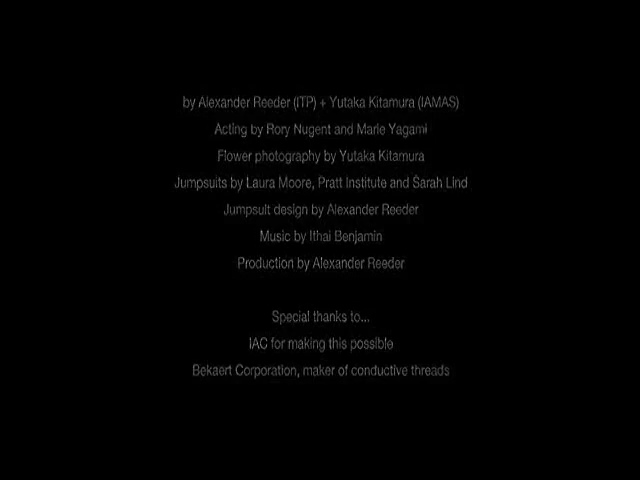 by Alexander Reeder (ITP) + Yutaka Kitamura (IAMAS)
Acting by Rory Nugent and Marie Yagami
Flower photography by Yutaka Kitamura
Jumpsuits by Laura Moore, Pratt Institute and Sarah Lind
Jumpsuit design by Alexander Reeder
Music by Ithai Benjamin
Production by Alexander Reeder
Special thanks to...
IAC for making this possible
Bekaert Corporation, maker of conductive threads